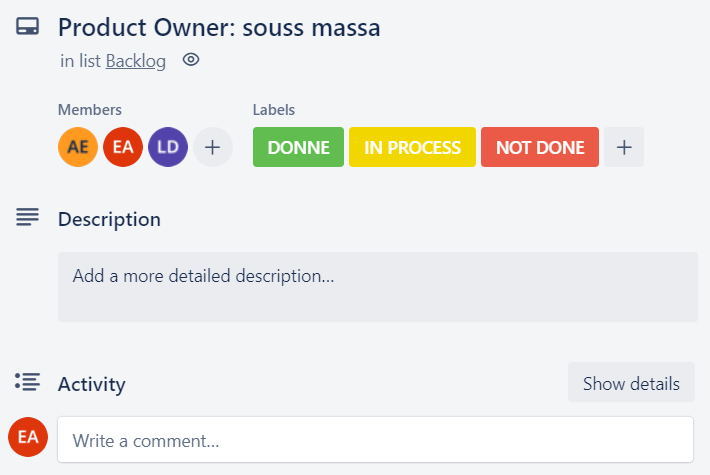 Product Owner: souss massa
in list Backlog
Members
Labels
AE EA LD +
DONNE IN PROCESS NOT DONE +
Description
Add a more detailed description...
Activity
Show details
EA
Write a comment...